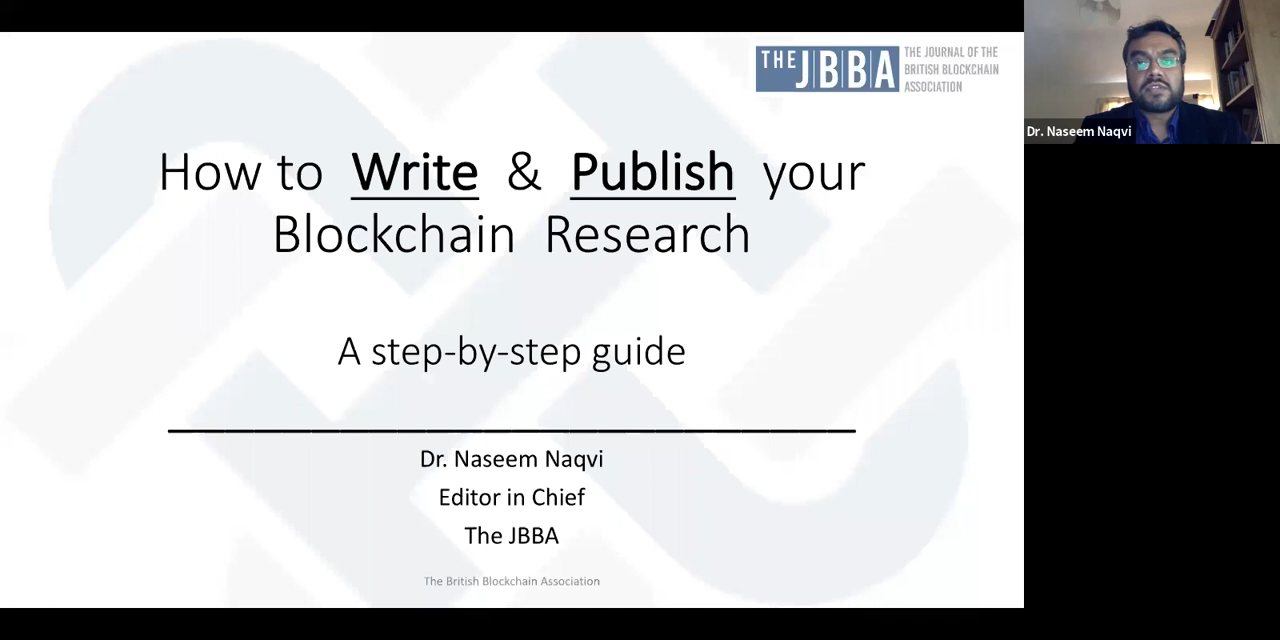 THE JBBA
THE JOURNAL OF THE
BRITISH BLOCKCHAIN
ASSOCIATION
Dr. Naseem Naqvi
How to Write & Publish your
Blockchain Research
A step-by-step guide
Dr. Naseem Naqvi
Editor in Chief
The JBBA
The British Blockchain Association